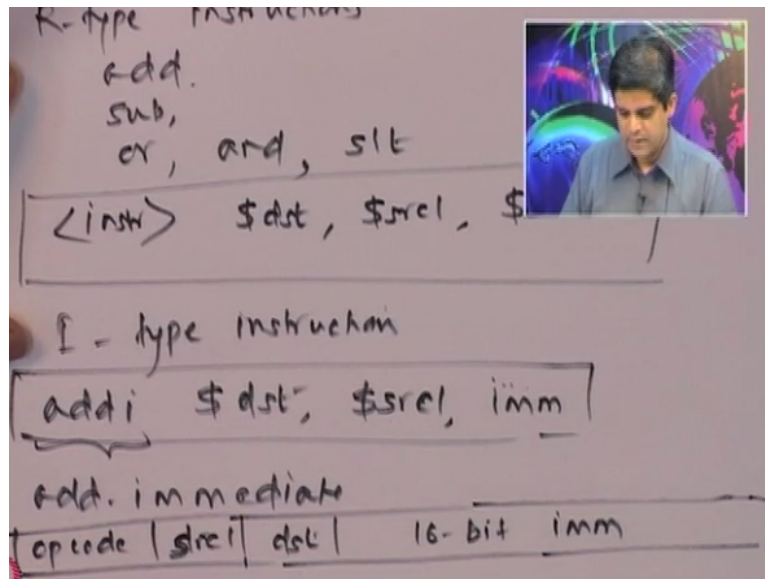 R-type instructions
add.
sub,
or, and, slt
<instr> $dst, $src1, $
I - type instruction
addi $dst, $src1, imm
add. immediate
opcode | src1 | dst | 16-bit imm